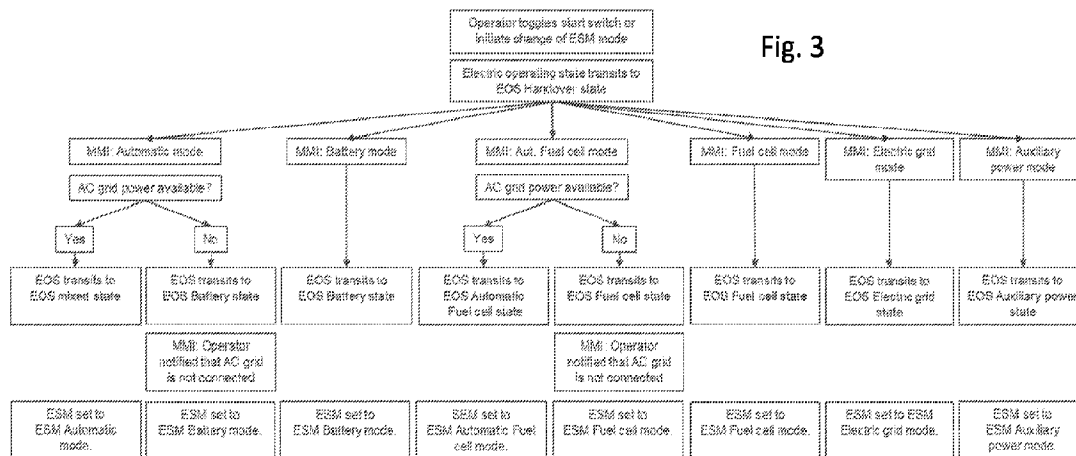 Operator toggles start switch or
initiate change of ESM mode
Fig. 3
Electric operating state transits to
EOS Handover state
MMI: Automatic mode
MMI: Battery mode
MMI: Aut. Fuel cell mode
MMI: Fuel cell mode
MMI: Electric grid
mode
MMI: Auxiliary
power mode
AC grid power available?
AC grid power available?
Yes
No
Yes
No
EOS transits to
EOS mixed state
EOS transits to
EOS Battery state
EOS transits to
EOS Battery state
EOS transits to
EOS Automatic
Fuel cell state
EOS transits to
EOS Fuel cell state
EOS transits to
EOS Fuel cell state
EOS transits to
EOS Electric grid
state
EOS transits to
EOS Auxiliary power
state
MMI: Operator
notified that AC grid
is not connected
MMI: Operator
notified that AC grid
is not connected
ESM set to
ESM Automatic
mode.
ESM set to
ESM Battery mode.
ESM set to
ESM Battery mode.
SEM set to
ESM Automatic Fuel
cell mode.
ESM set to
ESM Fuel cell mode.
ESM set to
ESM Fuel cell mode.
ESM set to ESM
Electric grid mode.
ESM set to
ESM Auxiliary
power mode.